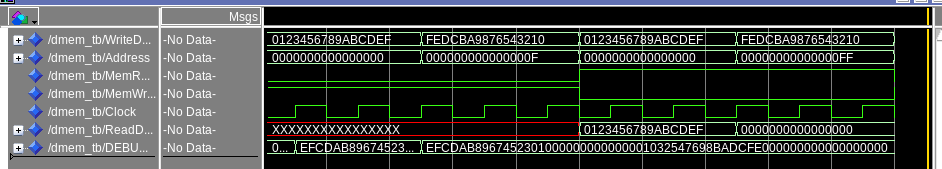 Msgs
/dmem_tb/WriteD... -No Data- 0123456789ABCDEF FEDCBA9876543210 0123456789ABCDEF FEDCBA9876543210
/dmem_tb/Address -No Data- 0000000000000000 000000000000000F 0000000000000000 00000000000000FF
/dmem_tb/MemR... -No Data-
/dmem_tb/MemWr... -No Data-
/dmem_tb/Clock -No Data-
/dmem_tb/ReadD... -No Data- XXXXXXXXXXXXXXXX 0123456789ABCDEF 0000000000000000
/dmem_tb/DEBU... -No Data- 0... EFCDAB89674523... EFCDAB8967452301000000000000001032547698BADCFE0000000000000000